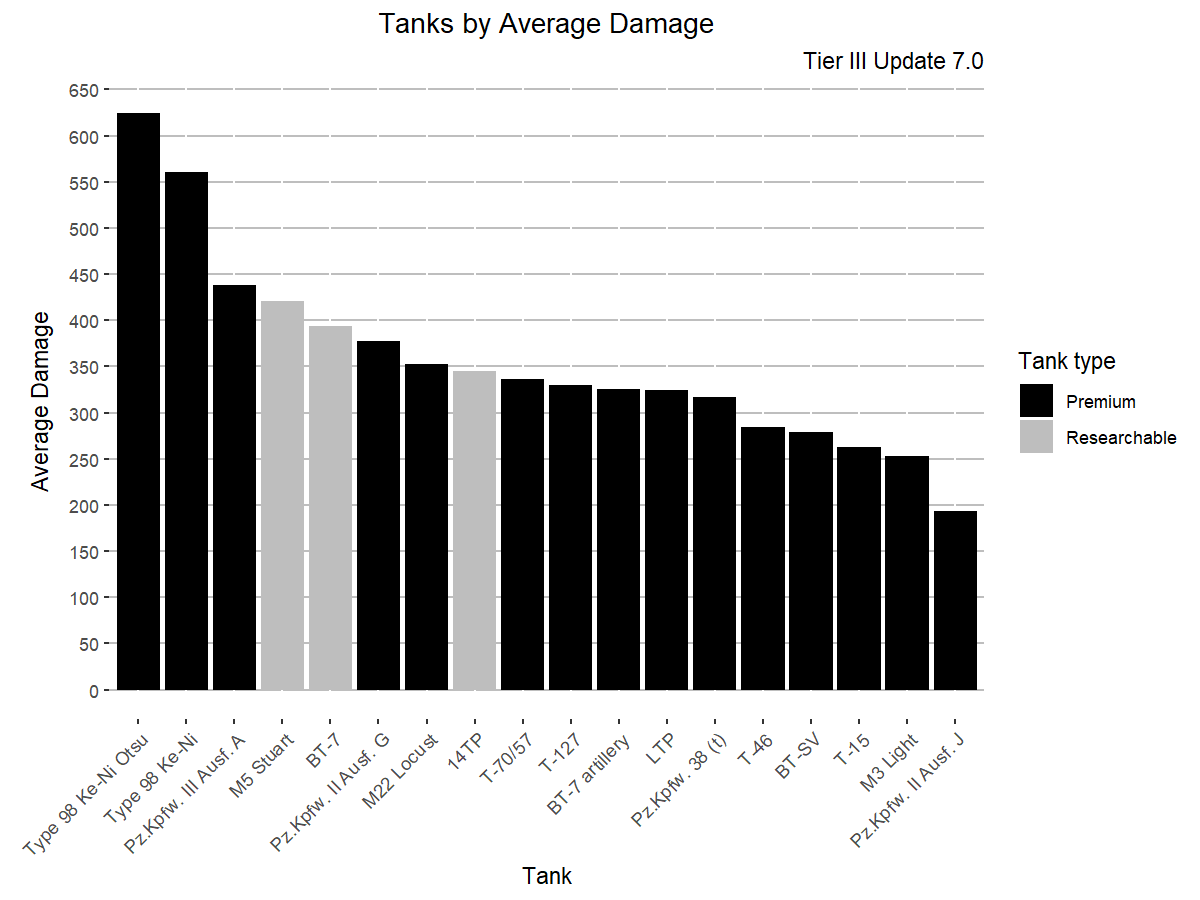 Tanks by Average Damage
Tier III Update 7.0
650
600
550
500
450
400
350
300
250
200
150
100
50
0
Average Damage
Type 98 Ke-Ni Otsu
Type 98 Ke-Ni
Pz.Kpfw. III Ausf. A
M5 Stuart
BT-7
Pz.Kpfw. II Ausf. G
M22 Locust
14TP
T-70/57
T-127
BT-7 artillery
LTP
Pz.Kpfw. 38 (t)
T-46
BT-SV
T-15
M3 Light
Pz.Kpfw. II Ausf. J
Tank
Tank type
Premium
Researchable